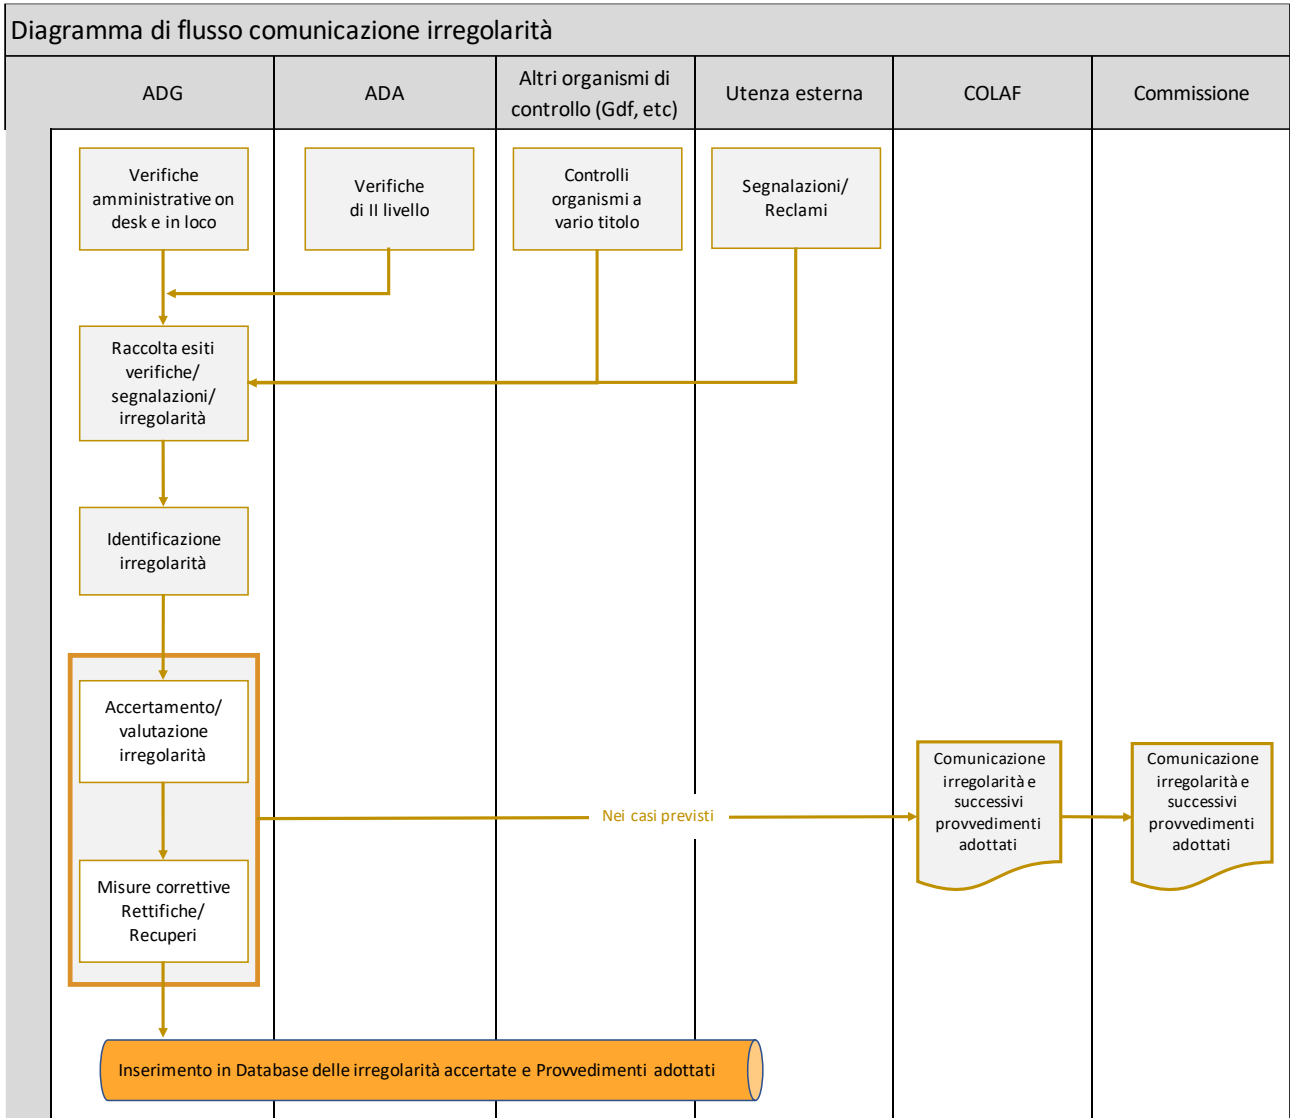 Diagramma di flusso comunicazione irregolarità
ADG
ADA
Altri organismi di
controllo (Gdf, etc)
Utenza esterna
COLAF
Commissione
Verifiche
amministrative on
desk e in loco
Verifiche
di II livello
Controlli
organismi a
vario titolo
Segnalazioni/
Reclami
Raccolta esiti
verifiche/
segnalazioni/
irregolarità
Identificazione
irregolarità
Accertamento/
valutazione
irregolarità
Nei casi previsti
Comunicazione
irregolarità e
successivi
provvedimenti
adottati
Comunicazione
irregolarità e
successivi
provvedimenti
adottati
Misure correttive
Rettifiche/
Recuperi
Inserimento in Database delle irregolarità accertate e Provvedimenti adottati